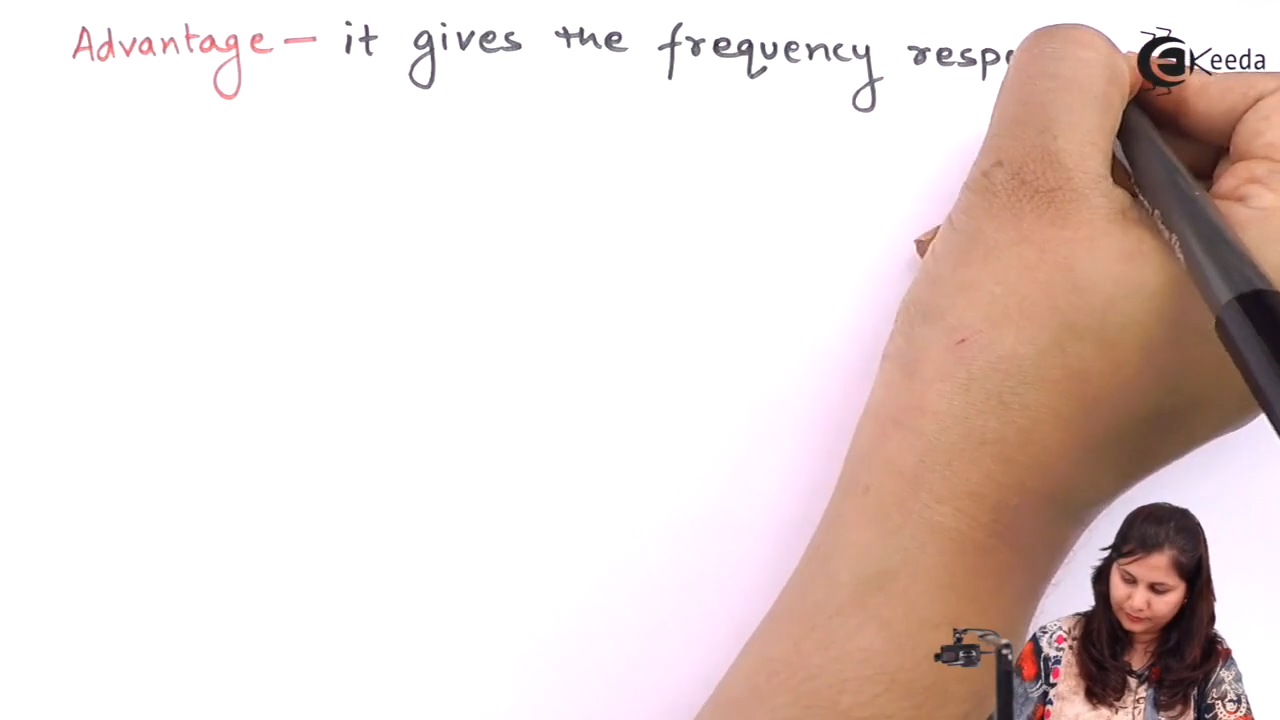 Advantage — it gives the frequency resp
Keeda